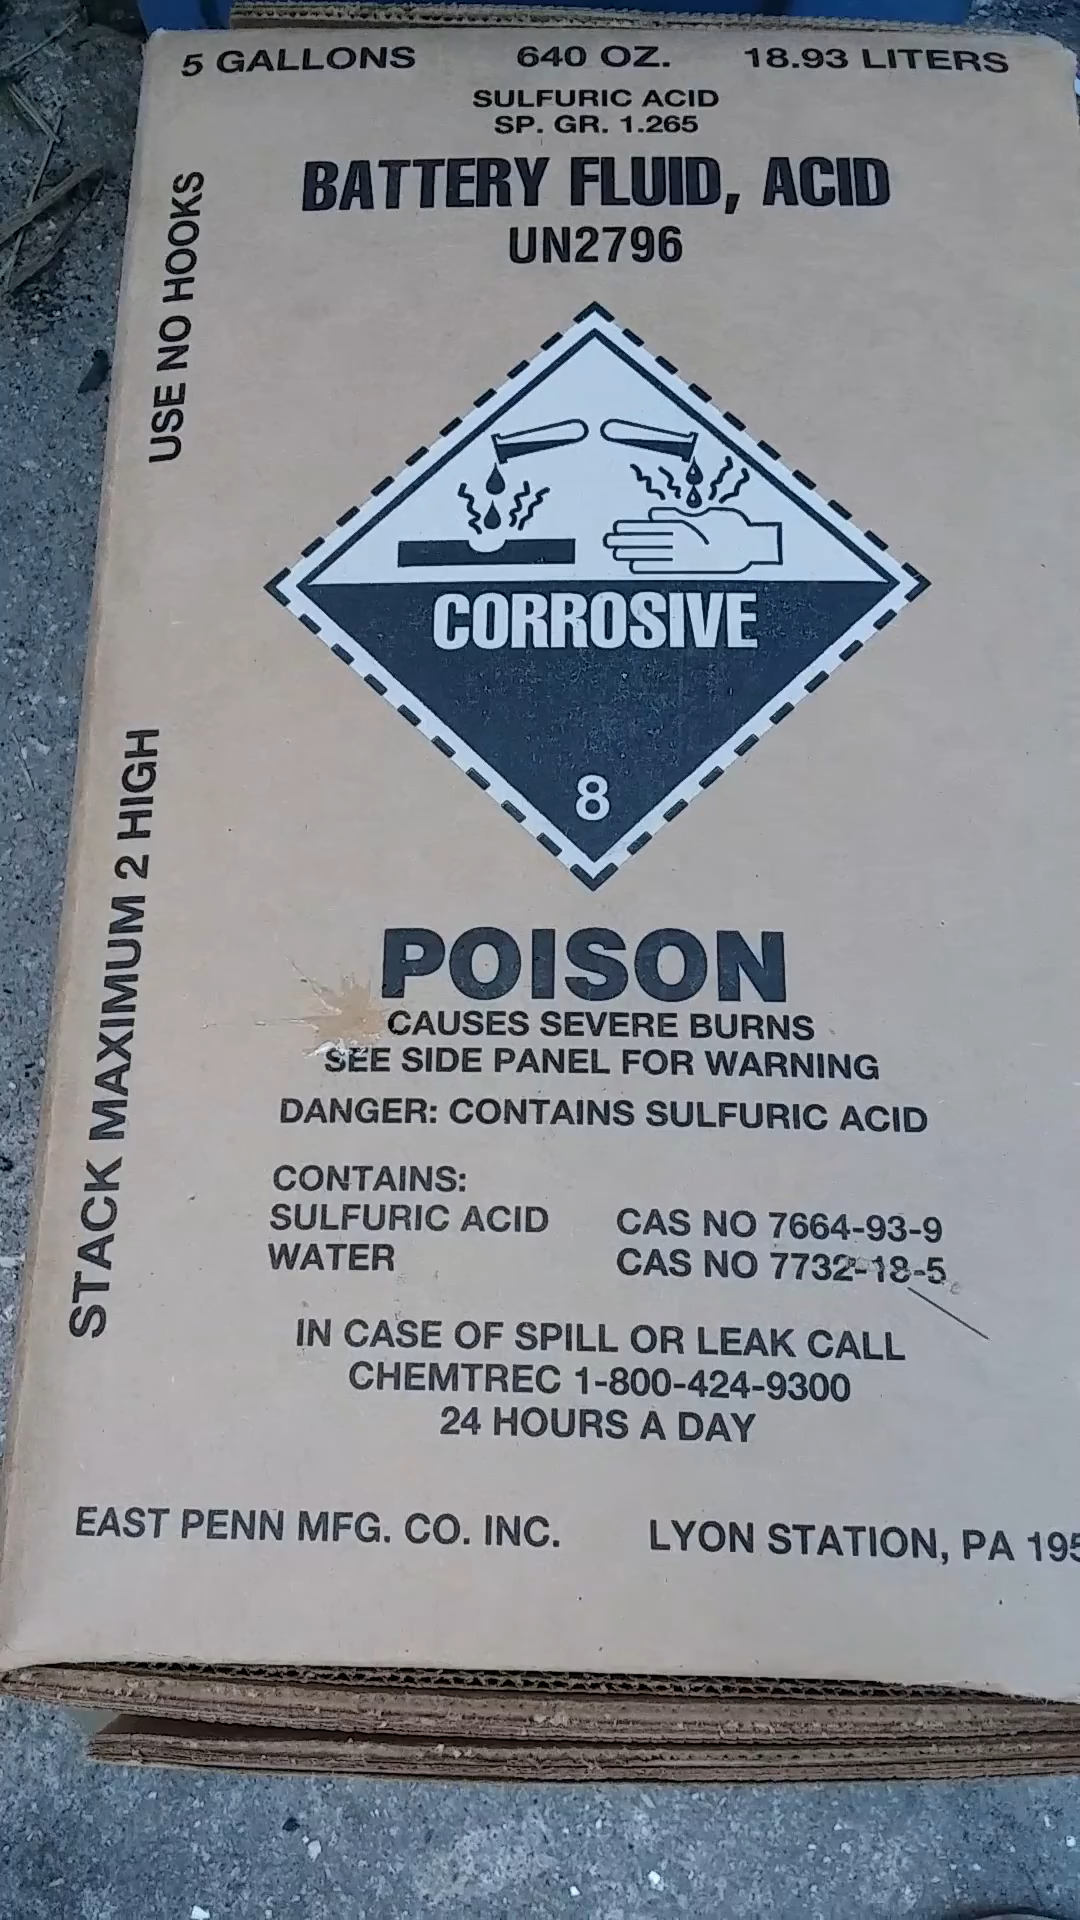 5 GALLONS 640 OZ. 18.93 LITERS
SULFURIC ACID
SP. GR. 1.265
BATTERY FLUID, ACID
UN2796
USE NO HOOKS
CORROSIVE
8
STACK MAXIMUM 2 HIGH
POISON
CAUSES SEVERE BURNS
SEE SIDE PANEL FOR WARNING
DANGER: CONTAINS SULFURIC ACID
CONTAINS:
SULFURIC ACID CAS NO 7664-93-9
WATER CAS NO 7732-18-5
IN CASE OF SPILL OR LEAK CALL
CHEMTREC 1-800-424-9300
24 HOURS A DAY
EAST PENN MFG. CO. INC. LYON STATION, PA